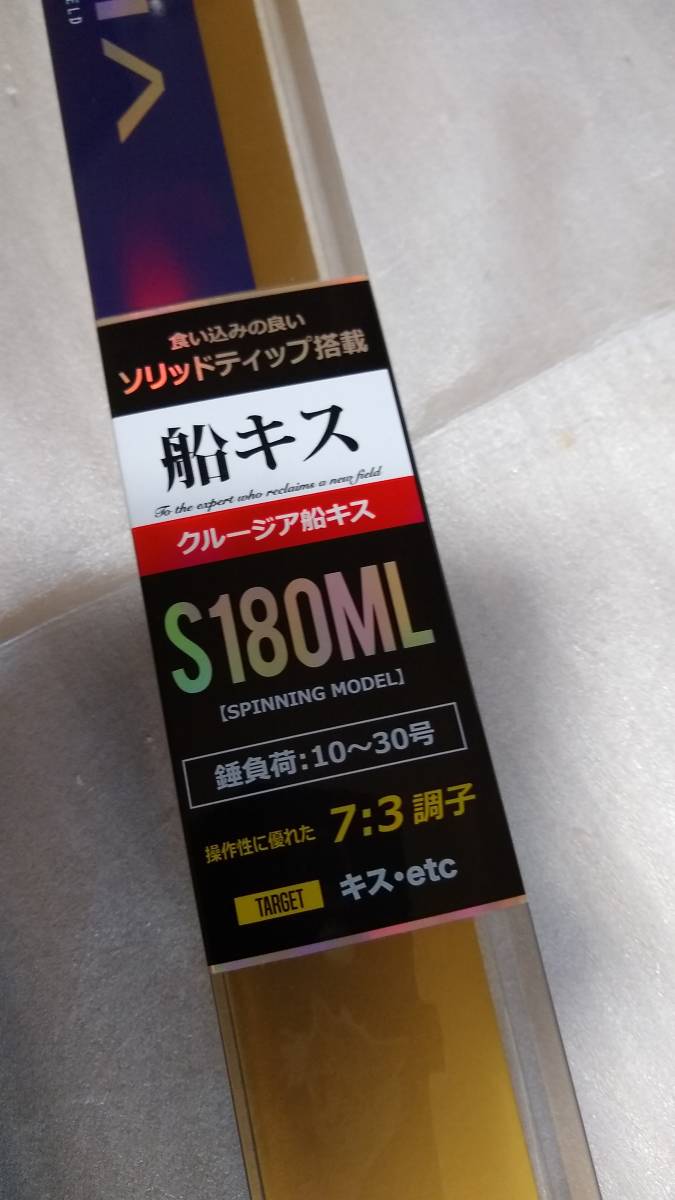 ELD
食い込みの良い
ソリッドティップ搭載
船キス
To the expert who reclaims a new field
クルージア船キス
S180ML
[SPINNING MODEL]
錘負荷:10〜30号
操作性に優れた 7:3調子
TARGET キス・etc